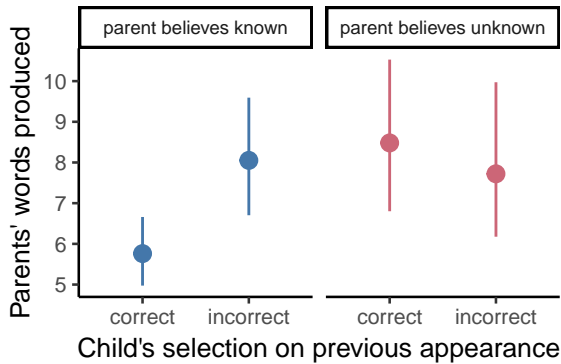 parent believes known
parent believes unknown
Parents' words produced
10
9
8
7
6
5
correct
incorrect
correct
incorrect
Child's selection on previous appearance